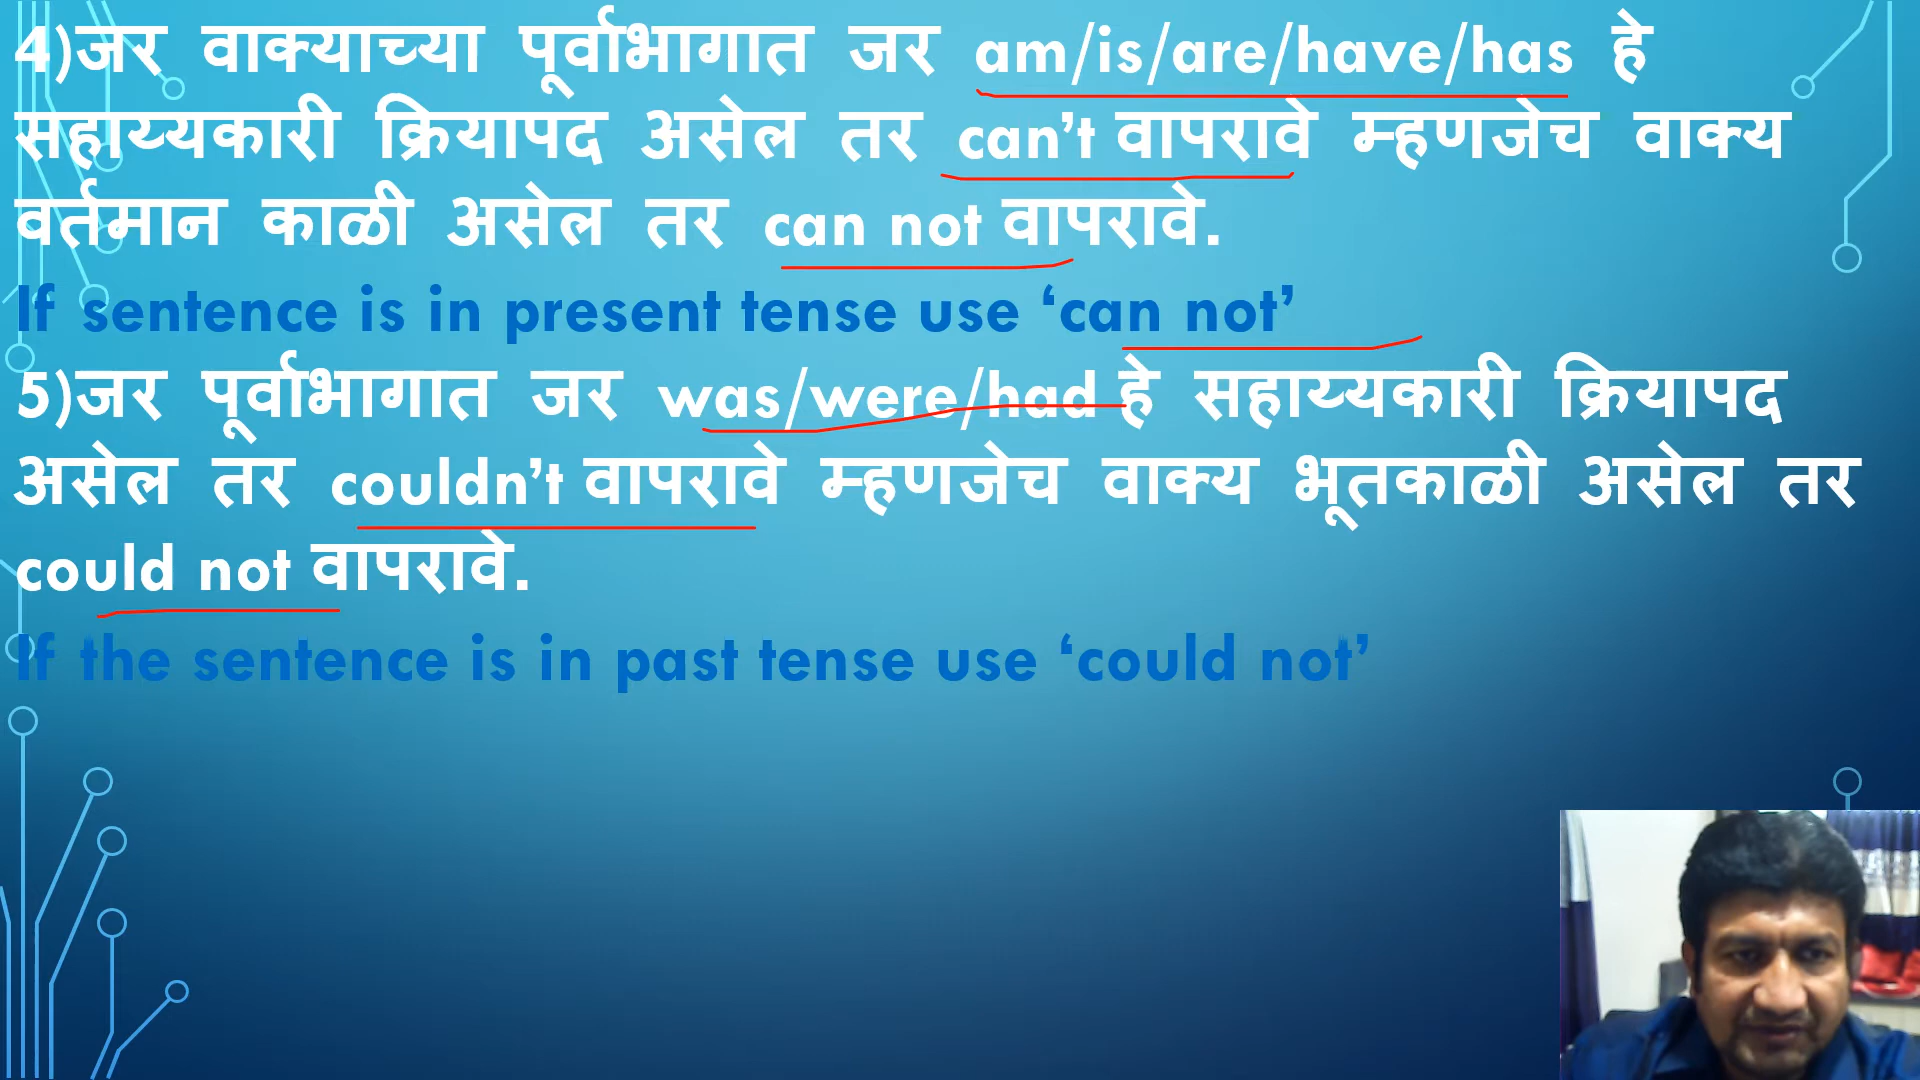 4)जर वाक्याच्या पूर्वाभागात जर am/is/are/have/has हे
सहाय्यकारी क्रियापद असेल तर can't वापरावे म्हणजेच वाक्य
वर्तमान काळी असेल तर can not वापरावे.
If sentence is in present tense use ‘can not’
5)जर पूर्वाभागात जर was/were/had हे सहाय्यकारी क्रियापद
असेल तर couldn’t वापरावे म्हणजेच वाक्य भूतकाळी असेल तर
could not वापरावे.
If the sentence is in past tense use ‘could not’